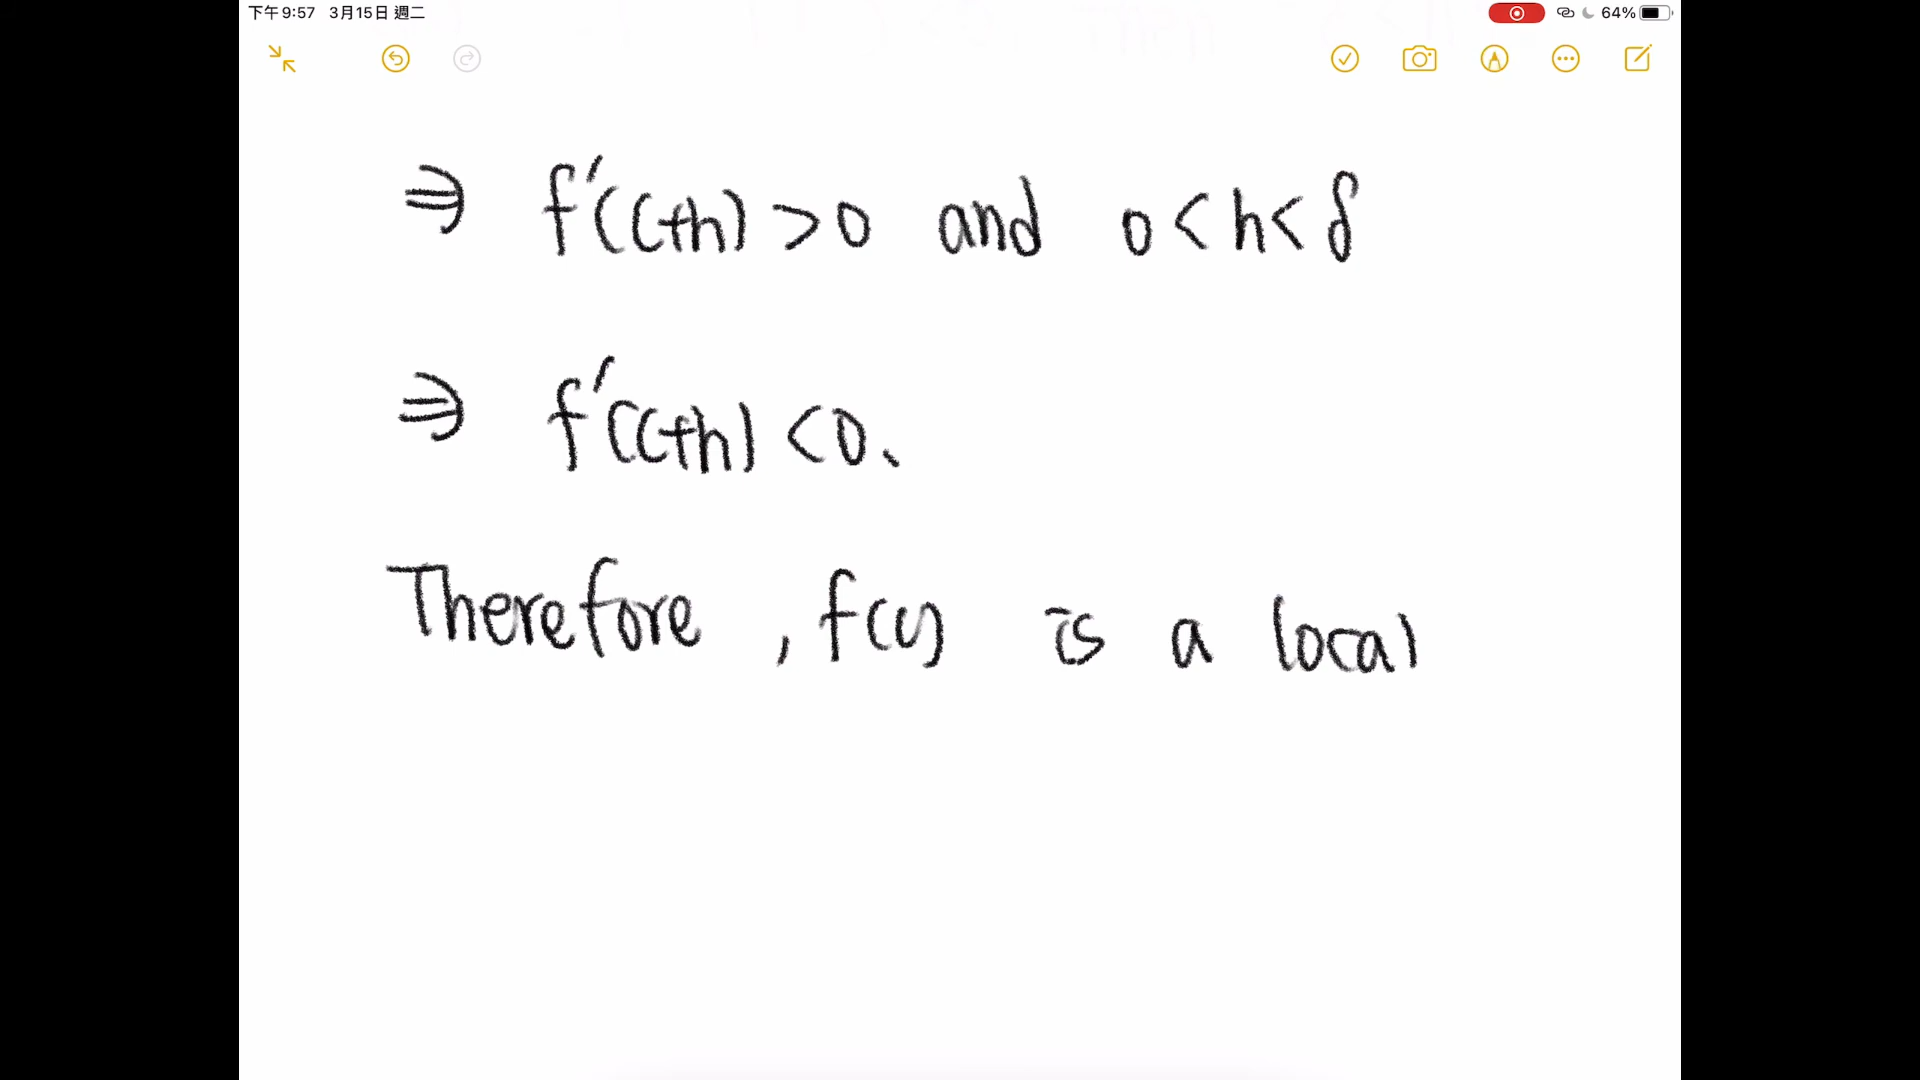 下午9:57 3月15日 週二 64%
⇒ f'(c+h) > 0 and 0 < h < δ
⇒ f'(c+h) < 0.
Therefore , f(c) is a local